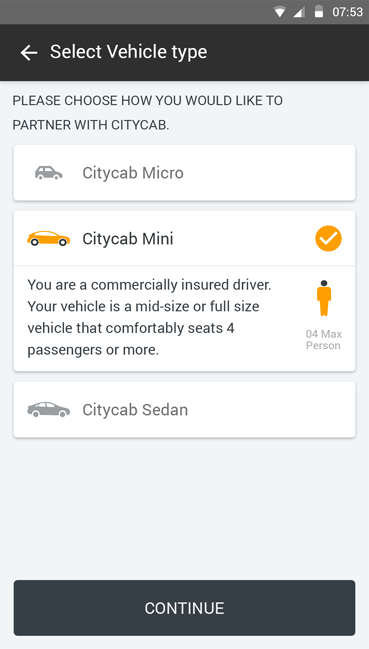 07:53
Select Vehicle type
PLEASE CHOOSE HOW YOU WOULD LIKE TO
PARTNER WITH CITYCAB.
Citycab Micro
Citycab Mini
You are a commercially insured driver.
Your vehicle is a mid-size or full size
vehicle that comfortably seats 4
passengers or more.
04 Max
Person
Citycab Sedan
CONTINUE